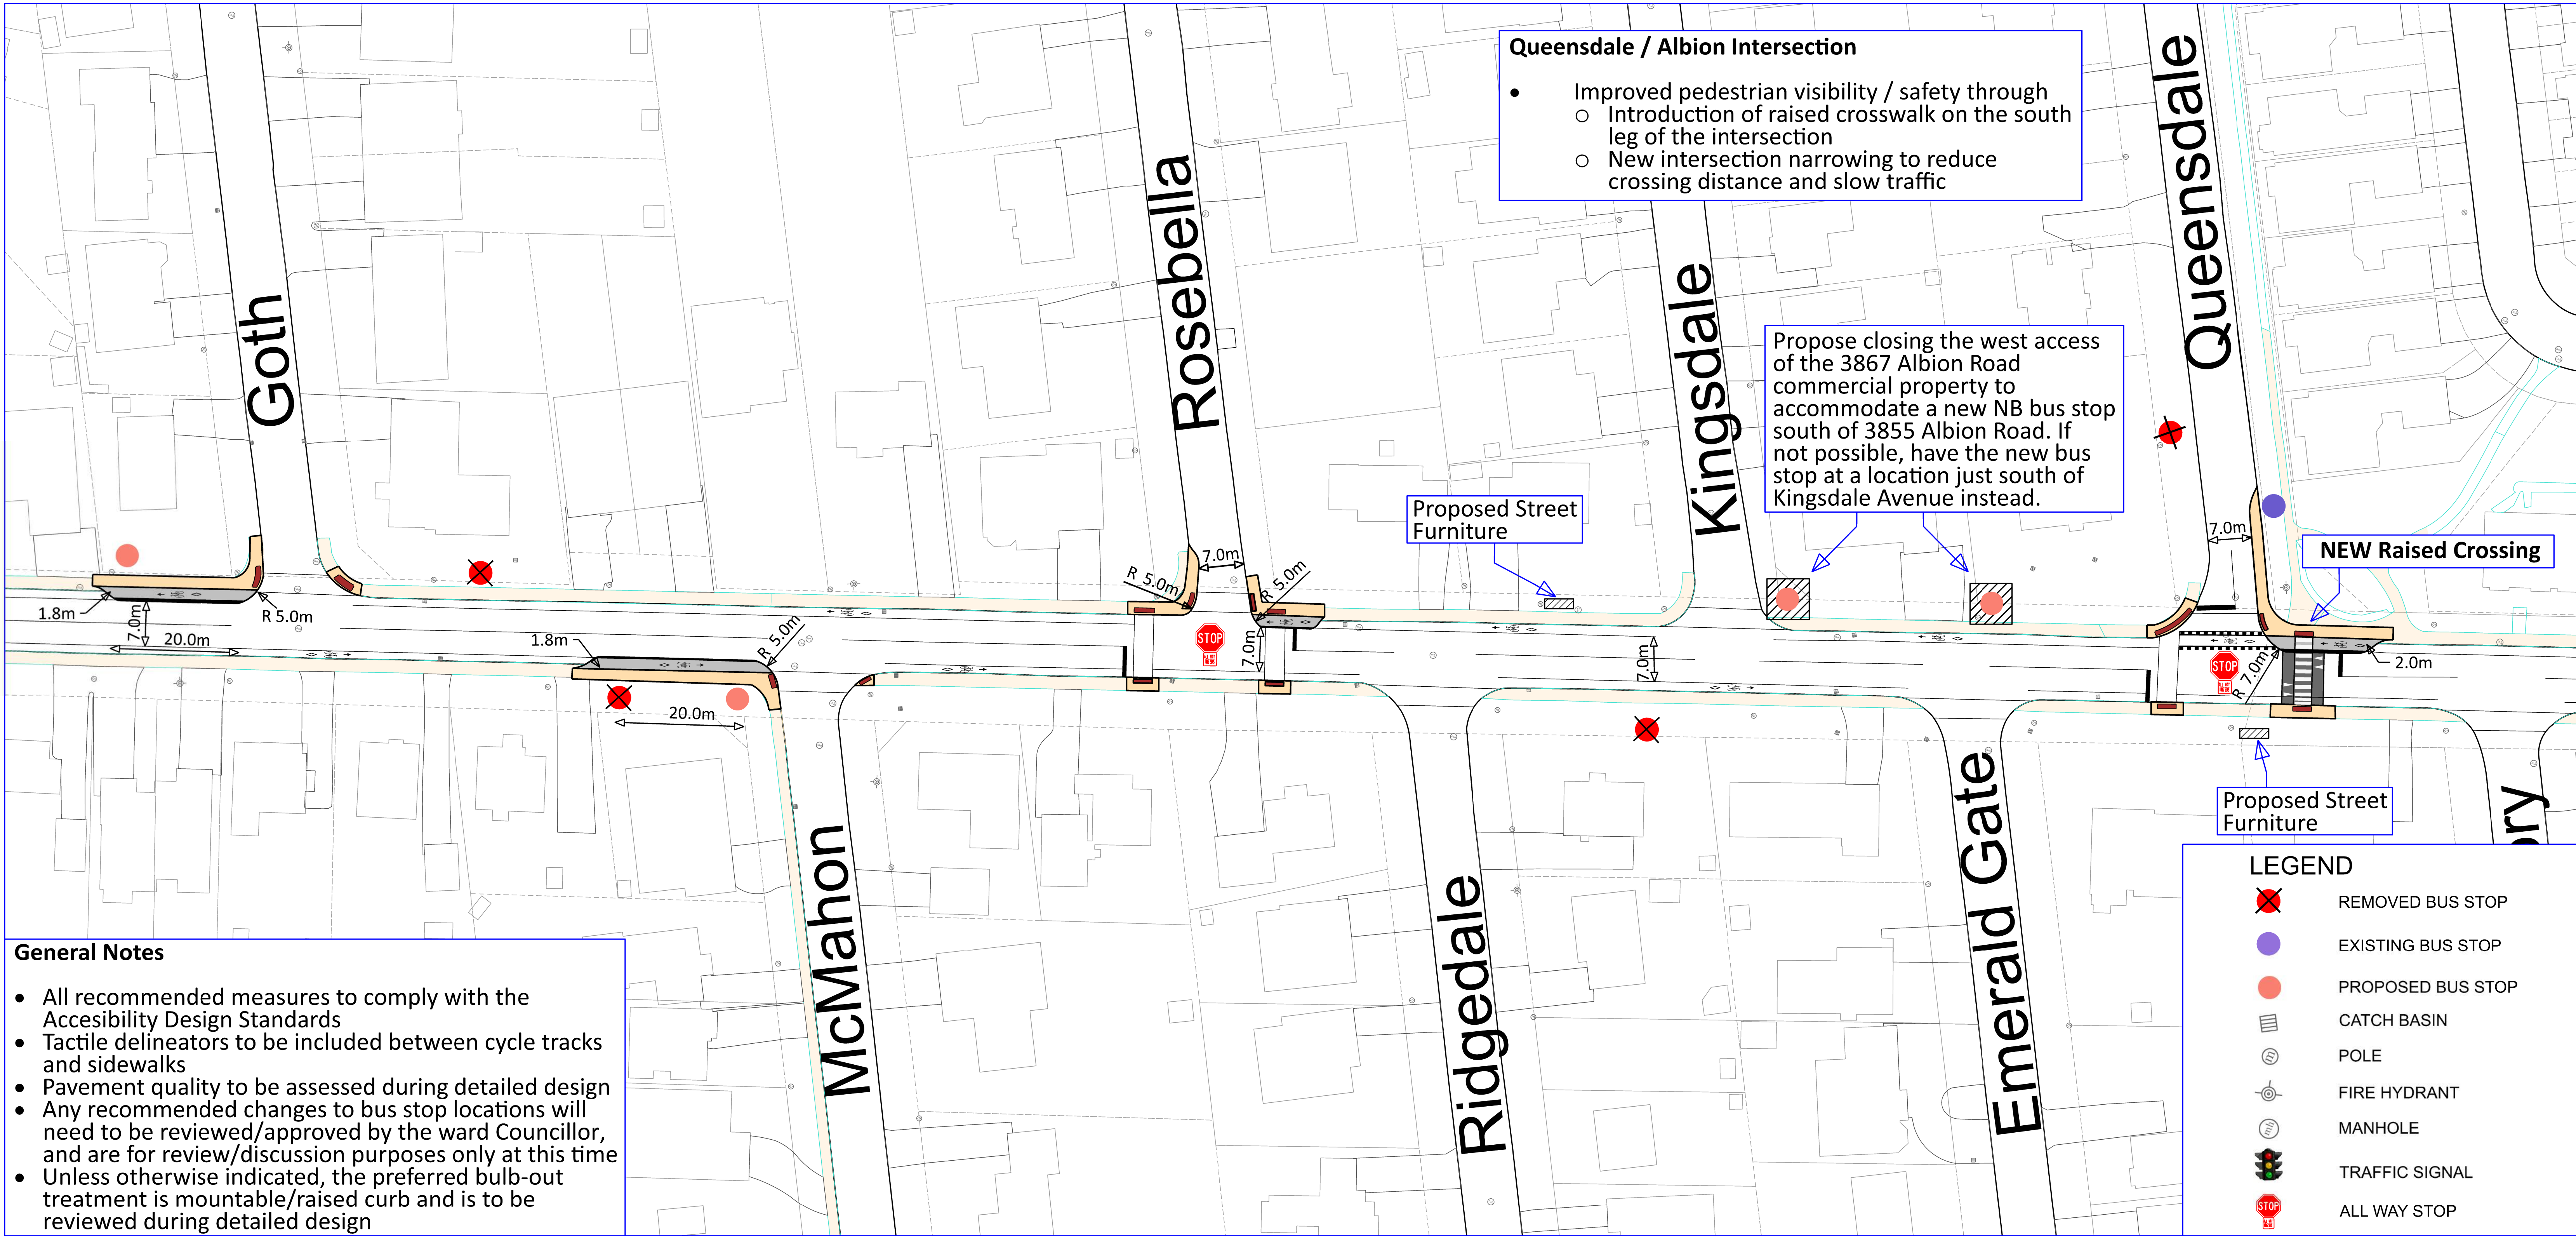 Queensdale / Albion Intersection
• Improved pedestrian visibility / safety through
○ Introduction of raised crosswalk on the south
leg of the intersection
○ New intersection narrowing to reduce
crossing distance and slow traffic
Goth
Rosebella
Kingsdale
Queensdale
Propose closing the west access
of the 3867 Albion Road
commercial property to
accommodate a new NB bus stop
south of 3855 Albion Road. If
not possible, have the new bus
stop at a location just south of
Kingsdale Avenue instead.
Proposed Street
Furniture
NEW Raised Crossing
1.8m
7.0m
20.0m
R 5.0m
1.8m
R 5.0m
20.0m
R 5.0m
7.0m
R 5.0m
7.0m
STOP
7.0m
7.0m
STOP
R 7.0m
2.0m
Proposed Street
Furniture
McMahon
Ridgedale
Emerald Gate
ory
General Notes
• All recommended measures to comply with the
Accesibility Design Standards
• Tactile delineators to be included between cycle tracks
and sidewalks
• Pavement quality to be assessed during detailed design
• Any recommended changes to bus stop locations will
need to be reviewed/approved by the ward Councillor,
and are for review/discussion purposes only at this time
• Unless otherwise indicated, the preferred bulb-out
treatment is mountable/raised curb and is to be
reviewed during detailed design
LEGEND
REMOVED BUS STOP
EXISTING BUS STOP
PROPOSED BUS STOP
CATCH BASIN
POLE
FIRE HYDRANT
MANHOLE
TRAFFIC SIGNAL
STOP
ALL WAY STOP